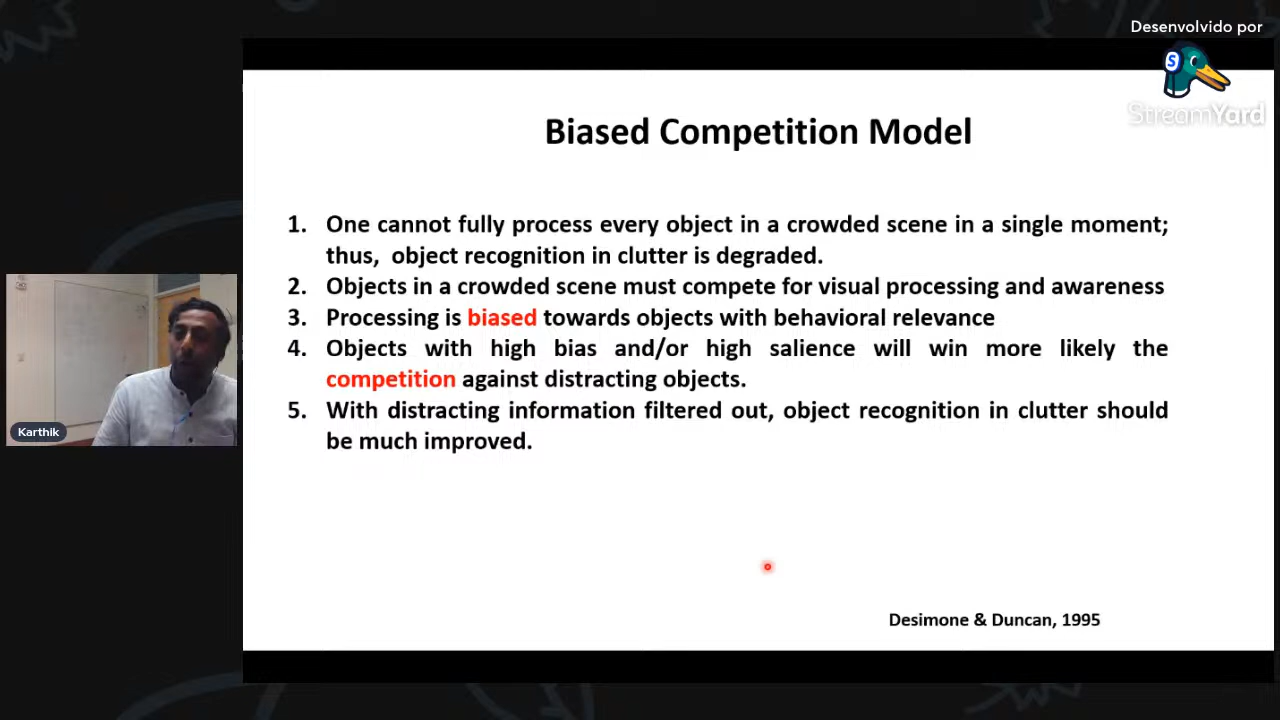 Desenvolvido por
S
StreamYard
Biased Competition Model
1. One cannot fully process every object in a crowded scene in a single moment;
thus, object recognition in clutter is degraded.
2. Objects in a crowded scene must compete for visual processing and awareness
3. Processing is biased towards objects with behavioral relevance
4. Objects with high bias and/or high salience will win more likely the
competition against distracting objects.
5. With distracting information filtered out, object recognition in clutter should
be much improved.
Karthik
Desimone & Duncan, 1995